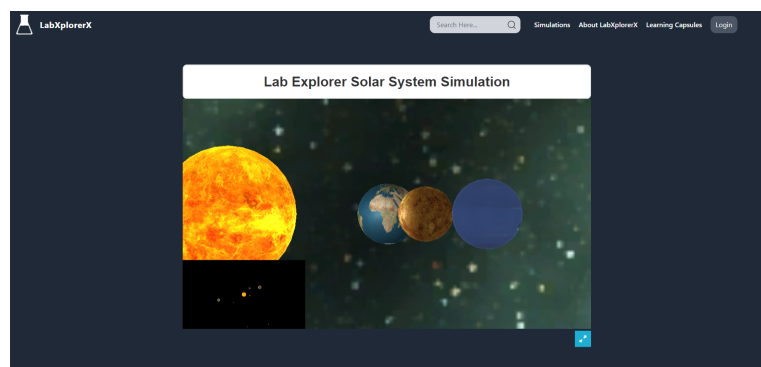 LabXplorerX
Search Here...
Simulations About LabXplorerX Learning Capsules Login
Lab Explorer Solar System Simulation